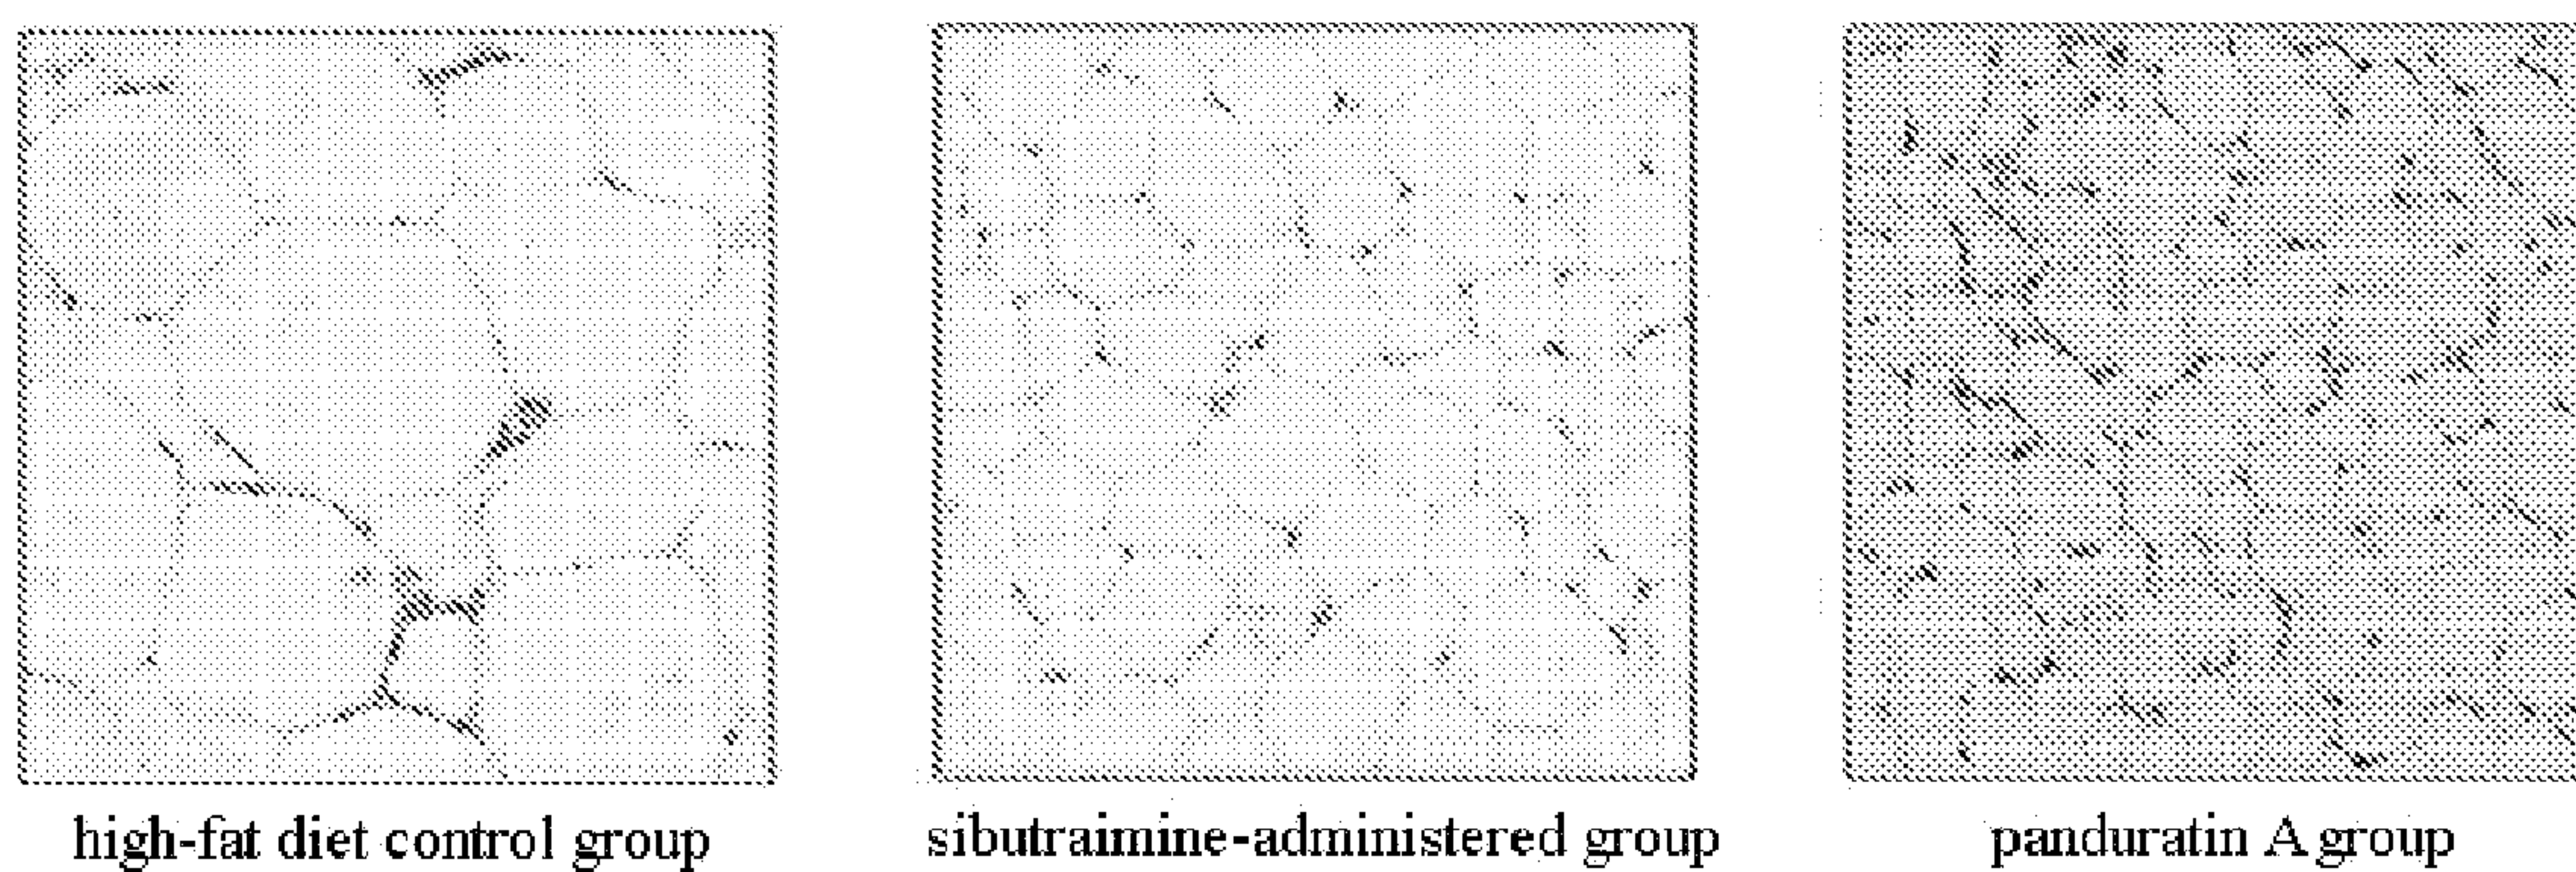 high-fat diet control group
sibutraimine-administered group
panduratin A group